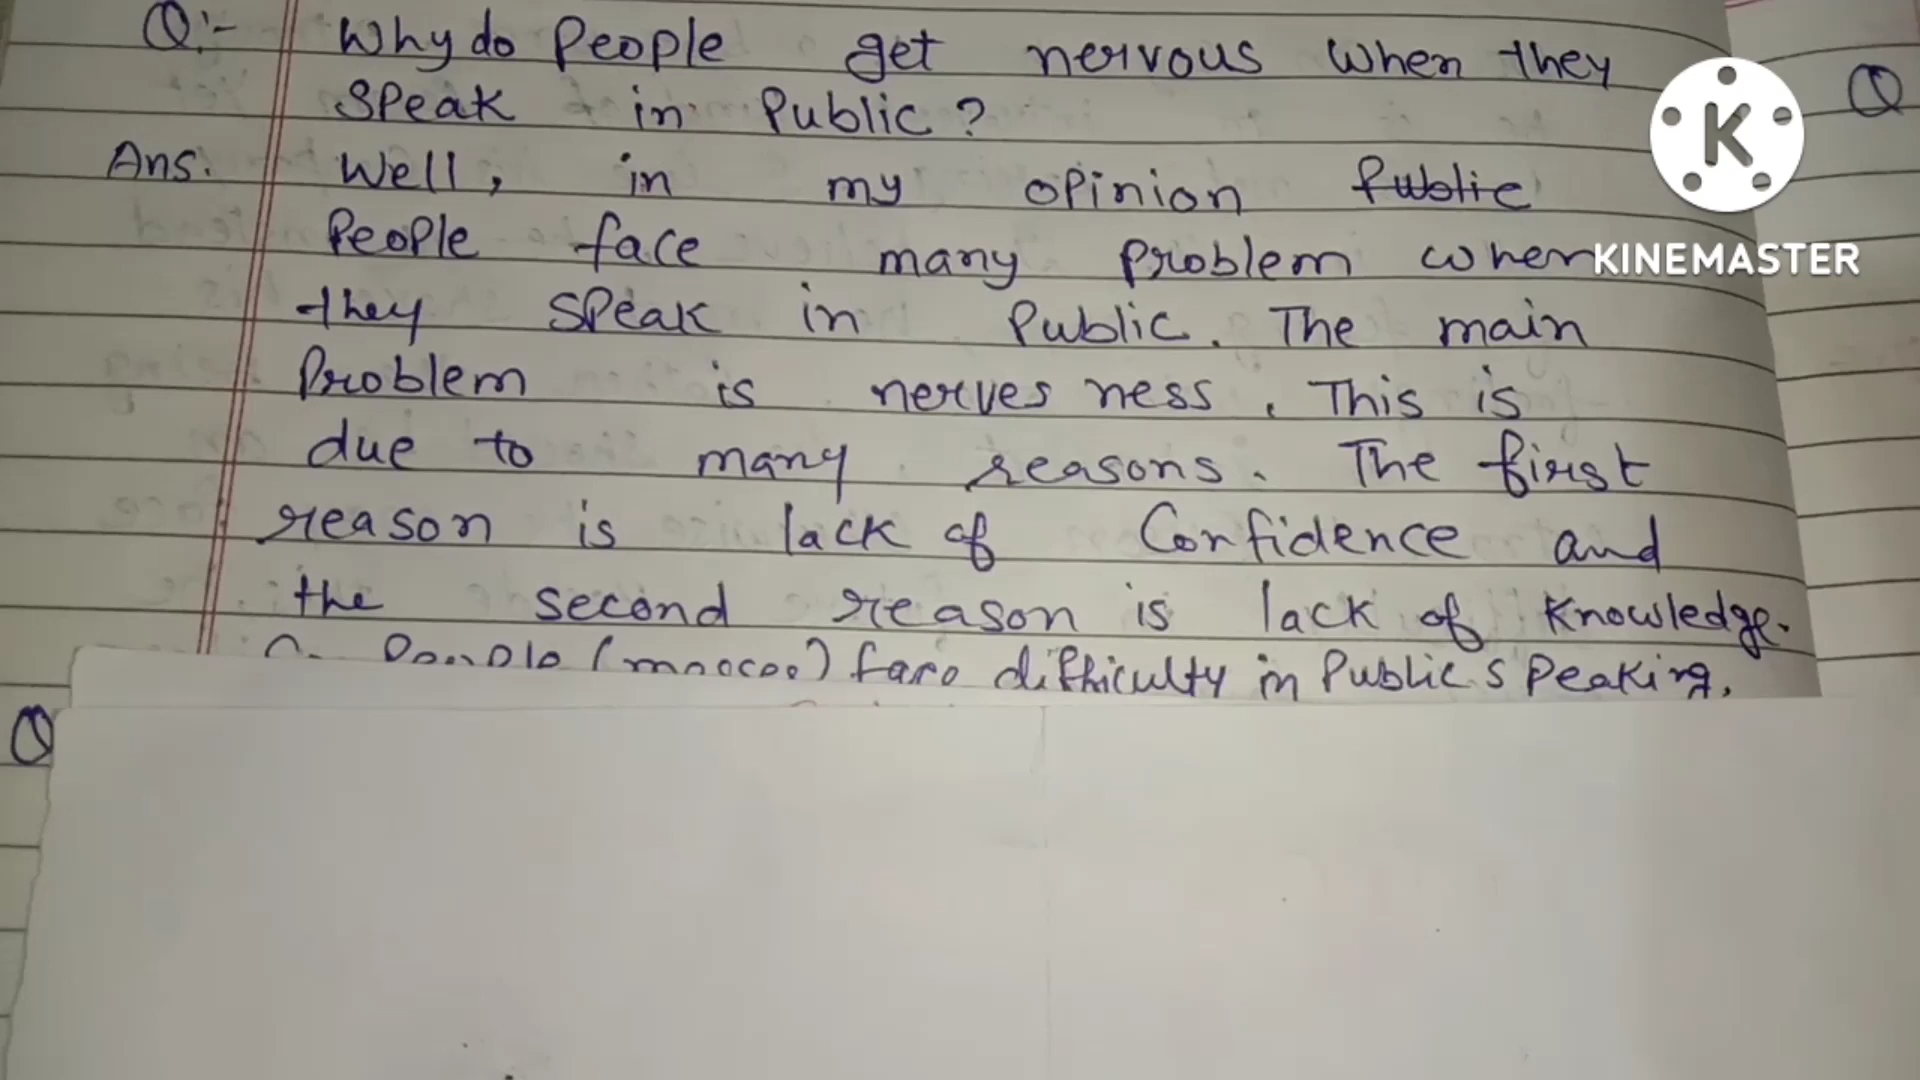 Q:- Why do People get nervous when they
Speak in Public?
Ans. Well, in my opinion Public
People face many Problem when
they Speak in Public. The main
Problem is nervesness. This is
due to many reasons. The first
reason is lack of Confidence and
the second reason is lack of Knowledge.
People face difficulty in Public Speaking.
Q
Q
K
KINEMASTER